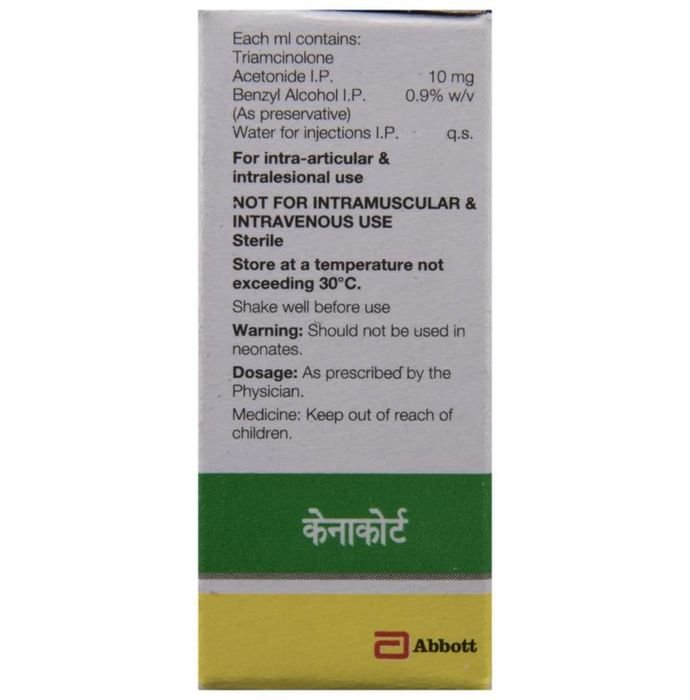 Each ml contains:
Triamcinolone
Acetonide I.P. 10 mg
Benzyl Alcohol I.P. 0.9% w/v
(As preservative)
Water for injections I.P. q.s.
For intra-articular &
intralesional use
NOT FOR INTRAMUSCULAR &
INTRAVENOUS USE
Sterile
Store at a temperature not
exceeding 30°C.
Shake well before use
Warning: Should not be used in
neonates.
Dosage: As prescribed by the
Physician.
Medicine: Keep out of reach of
children.
केनाकोर्ट
Abbott